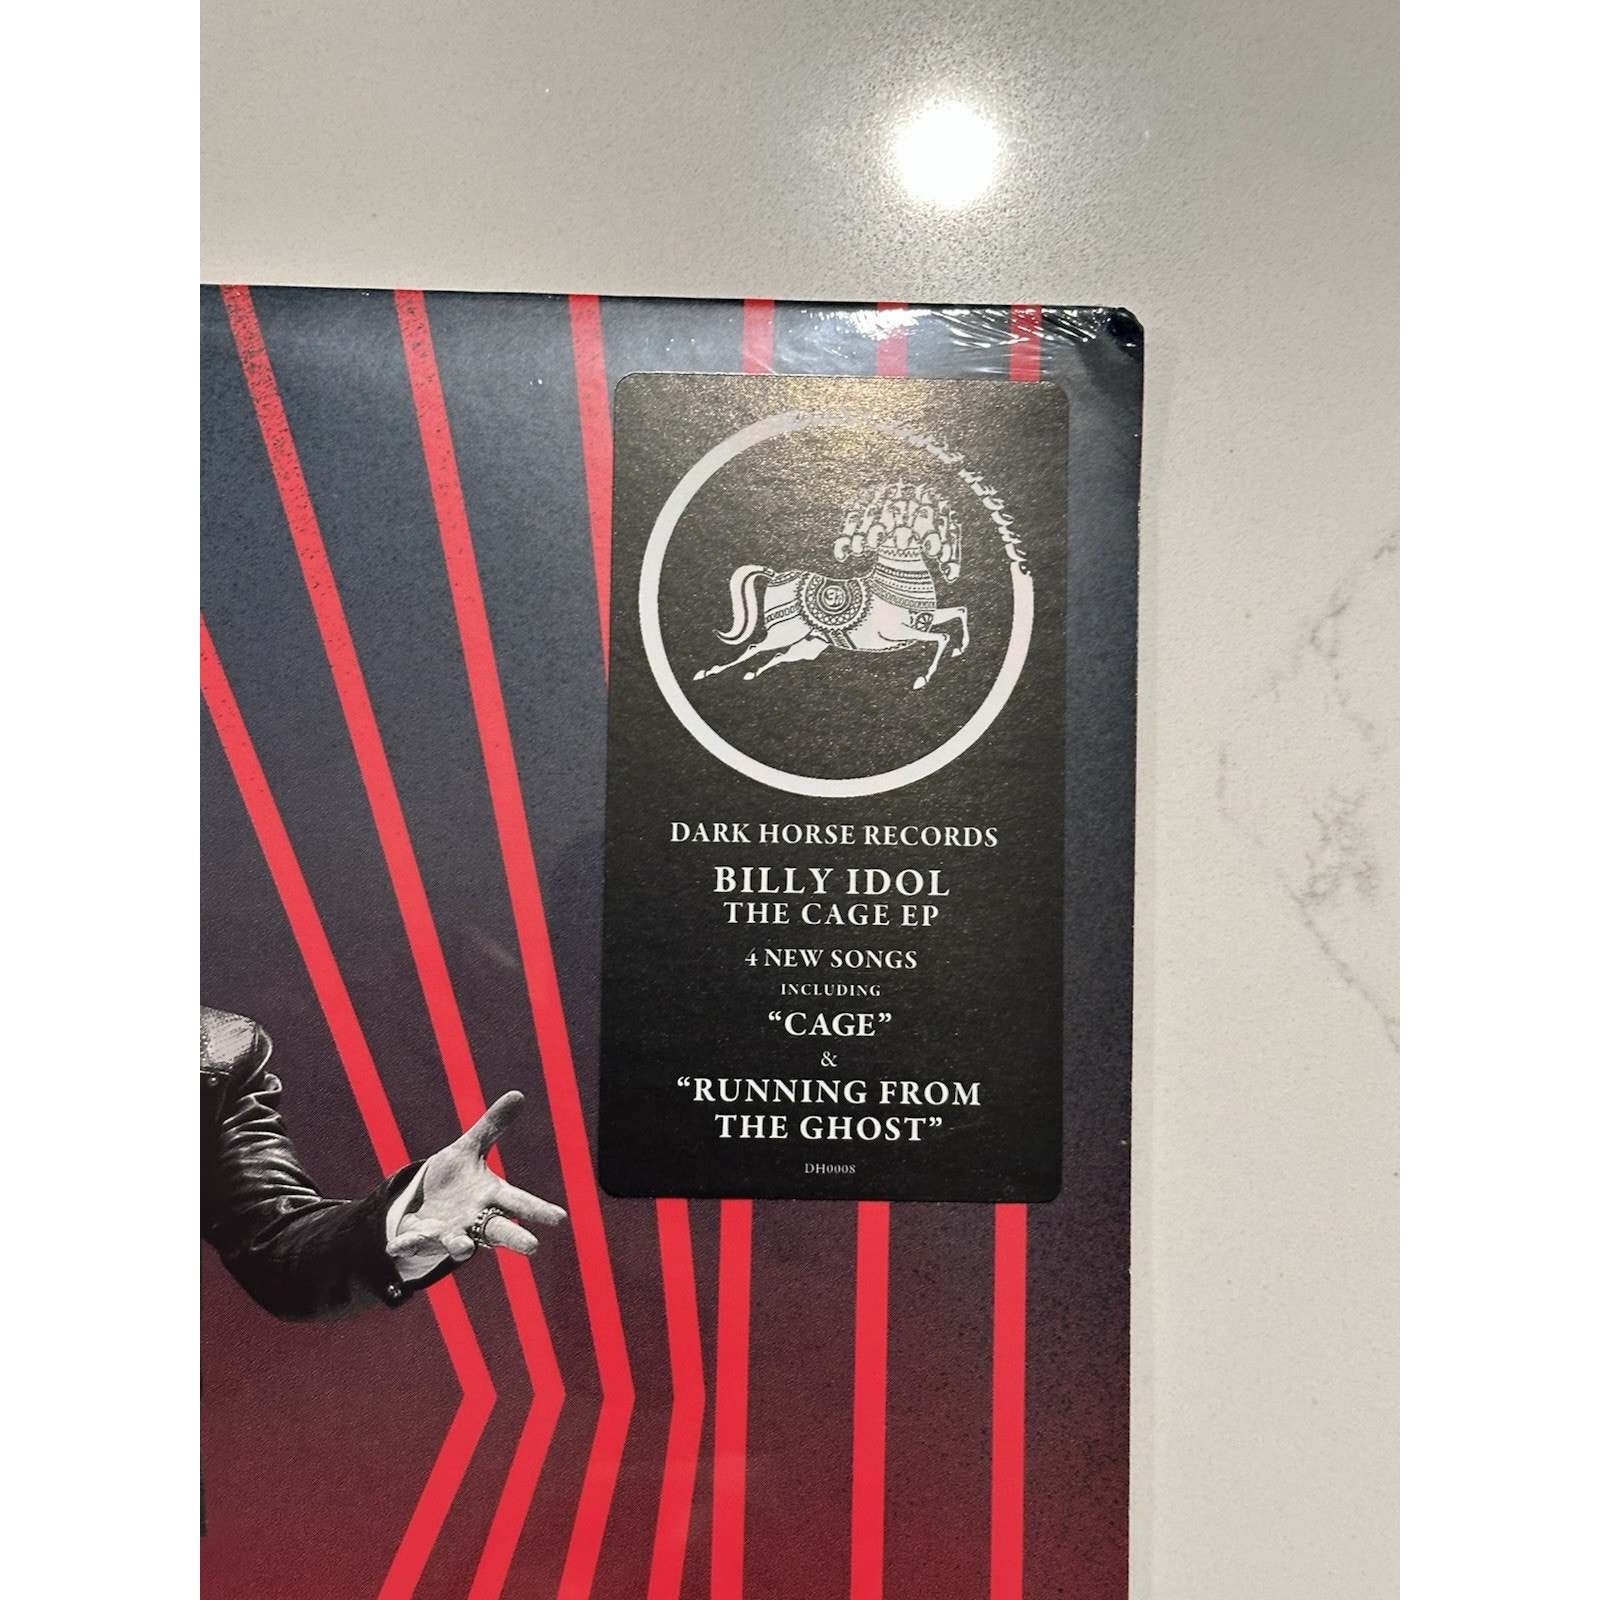 DARK HORSE RECORDS
BILLY IDOL
THE CAGE EP
4 NEW SONGS
INCLUDING
“CAGE”
&
“RUNNING FROM
THE GHOST”
DH0008